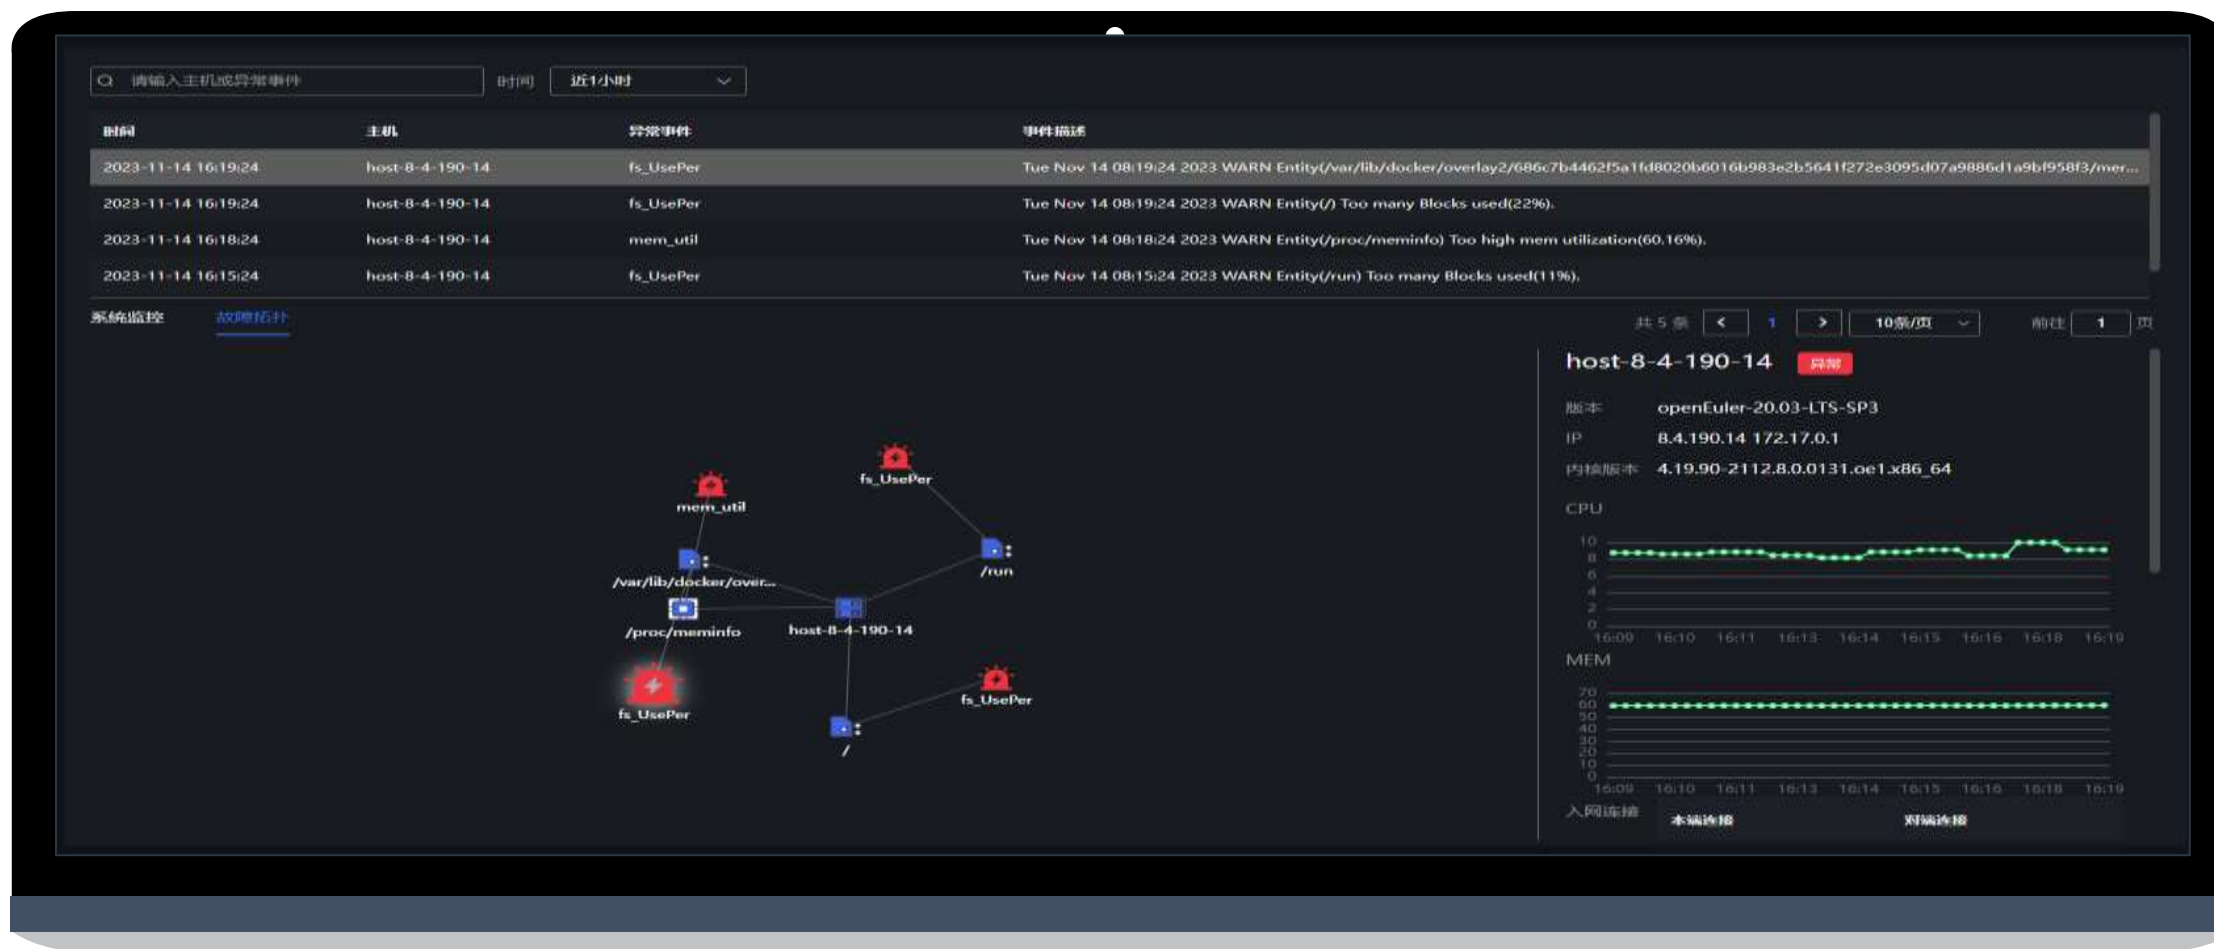 请输入主机或异常事件 时间 近1小时
时间 主机 异常事件 事件描述
2023-11-14 16:19:24 host-8-4-190-14 fs_UsePer Tue Nov 14 08:19:24 2023 WARN Entity(/var/lib/docker/overlay2/686c7b4462f5a1fd8020b6016b983e2b5641f272e3095d07a9886d1a9bf958f3/mer...
2023-11-14 16:19:24 host-8-4-190-14 fs_UsePer Tue Nov 14 08:19:24 2023 WARN Entity(/) Too many Blocks used(22%).
2023-11-14 16:18:24 host-8-4-190-14 mem_util Tue Nov 14 08:18:24 2023 WARN Entity(/proc/meminfo) Too high mem utilization(60.16%).
2023-11-14 16:15:24 host-8-4-190-14 fs_UsePer Tue Nov 14 08:15:24 2023 WARN Entity(/run) Too many Blocks used(11%).
系统监控 故障拓扑
共 5 条 < 1 > 10条/页 前往 1 页
fs_UsePer
mem_util
/run
/var/lib/docker/over...
/proc/meminfo
host-8-4-190-14
fs_UsePer
fs_UsePer
/
host-8-4-190-14 异常
版本 openEuler-20.03-LTS-SP3
IP 8.4.190.14 172.17.0.1
内核版本 4.19.90-2112.8.0.0131.oe1.x86_64
CPU
10
8
6
4
2
0
16:09 16:10 16:11 16:13 16:14 16:15 16:16 16:18 16:19
MEM
70
60
50
40
30
20
10
0
16:09 16:10 16:11 16:13 16:14 16:15 16:16 16:18 16:19
入网连接 本端连接 对端连接